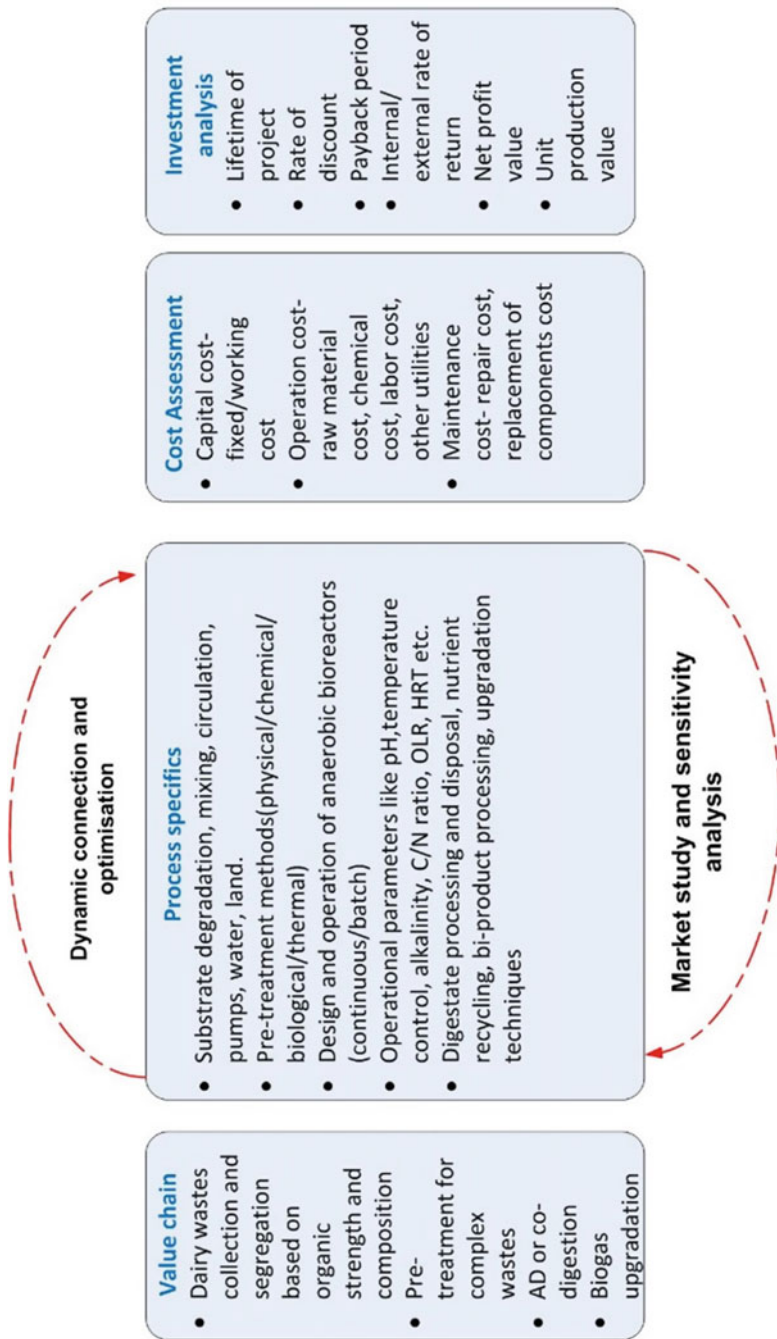 Dynamic connection and
optimisation
Value chain
• Dairy wastes
collection and
segregation
based on
organic
strength and
composition
• Pre-
treatment for
complex
wastes
• AD or co-
digestion
• Biogas
upgradation
Process specifics
• Substrate degradation, mixing, circulation,
pumps, water, land.
• Pre-treatment methods(physical/chemical/
biological/thermal)
• Design and operation of anaerobic bioreactors
(continuous/batch)
• Operational parameters like pH,temperature
control, alkalinity, C/N ratio, OLR, HRT etc.
• Digestate processing and disposal, nutrient
recycling, bi-product processing, upgradation
techniques
Cost Assessment
• Capital cost-
fixed/working
cost
• Operation cost-
raw material
cost, chemical
cost, labor cost,
other utilities
• Maintenance
cost- repair cost,
replacement of
components cost
Investment
analysis
• Lifetime of
project
• Rate of
discount
• Payback period
• Internal/
external rate of
return
• Net profit
value
• Unit
production
value
Market study and sensitivity
analysis